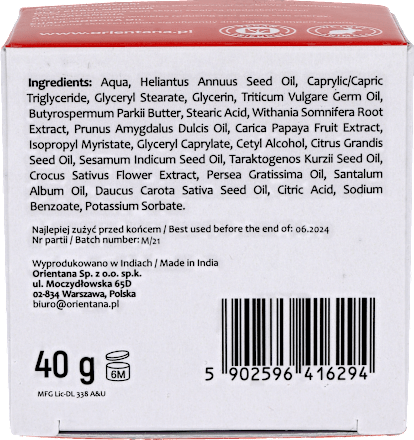 www.orientana.pl
Ingredients: Aqua, Heliantus Annuus Seed Oil, Caprylic/Capric
Triglyceride, Glyceryl Stearate, Glycerin, Triticum Vulgare Germ Oil,
Butyrospermum Parkii Butter, Stearic Acid, Withania Somnifera Root
Extract, Prunus Amygdalus Dulcis Oil, Carica Papaya Fruit Extract,
Isopropyl Myristate, Glyceryl Caprylate, Cetyl Alcohol, Citrus Grandis
Seed Oil, Sesamum Indicum Seed Oil, Taraktogenos Kurzii Seed Oil,
Crocus Sativus Flower Extract, Persea Gratissima Oil, Santalum
Album Oil, Daucus Carota Sativa Seed Oil, Citric Acid, Sodium
Benzoate, Potassium Sorbate.
Najlepiej zużyć przed końcem / Best used before the end of: 06.2024
Nr partii / Batch number: M/21
Wyprodukowano w Indiach / Made in India
Orientana Sp. z o.o. sp.k.
ul. Moczydłowska 65D
02-834 Warszawa, Polska
biuro@orientana.pl
40 g 6M
MFG Lic-DL 338 A&U
5 902596 416294